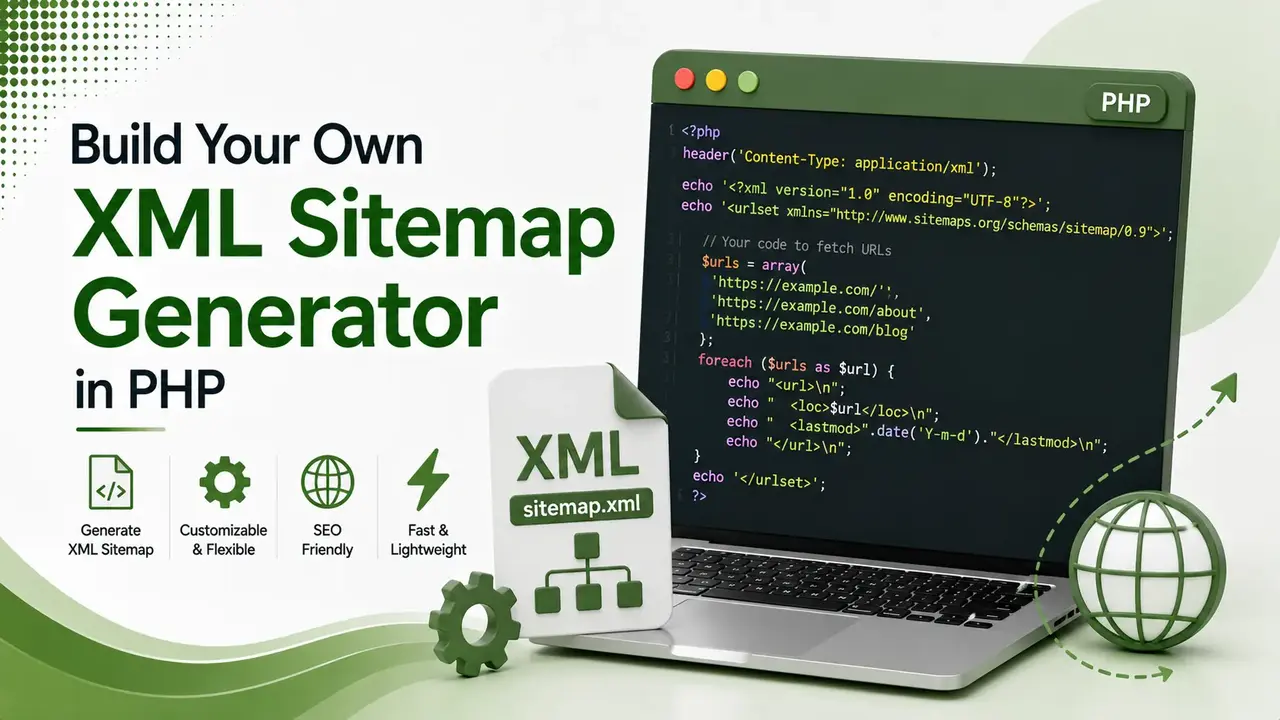 Build Your Own
XML Sitemap
Generator
in PHP
Generate
XML Sitemap
Customizable
& Flexible
SEO
Friendly
Fast &
Lightweight
XML
sitemap.xml
PHP
<?php
header('Content-Type: application/xml');
echo '<?xml version="1.0" encoding="UTF-8"?>';
echo '<urlset xmlns="http://www.sitemaps.org/schemas/sitemap/0.9">';
// Your code to fetch URLs
$urls = array(
'https://example.com/'',
'https://example.com/about',
'https://example.com/blog'
};
foreach ($urls as $url) {
echo "<url>\n";
echo "  <loc>$url</loc>\n";
echo "  <lastmod>".date('Y-m-d')."</lastmod>\n";
echo "</url>\n";
}
echo '</urlset>';
?>